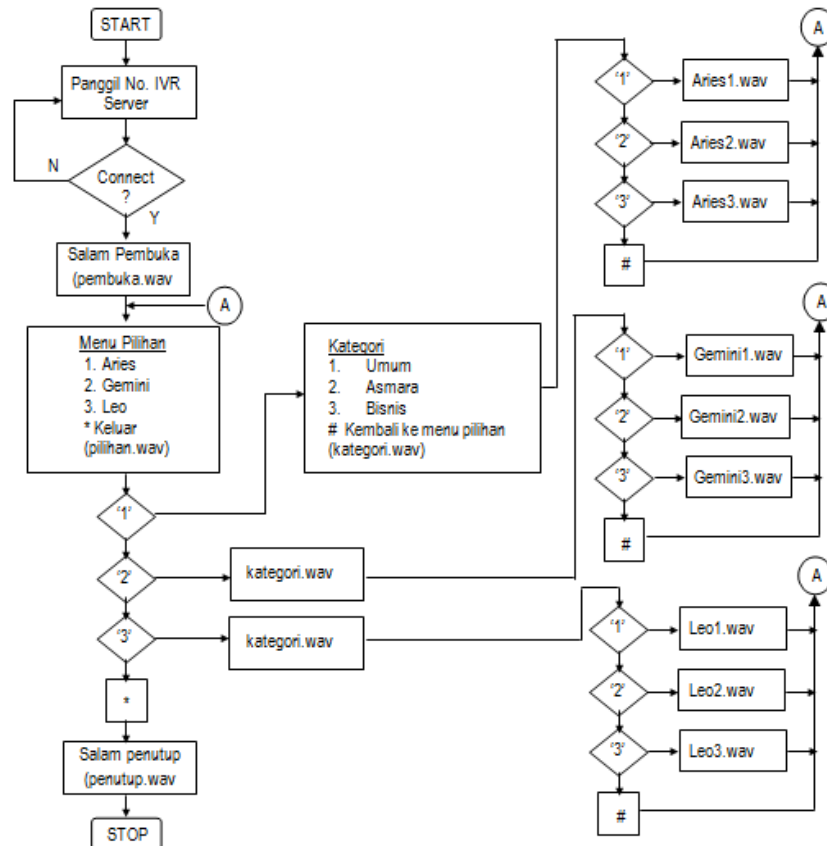 START
Panggil No. IVR
Server
N
Connect
?
Y
Salam Pembuka
(pembuka.wav
A
Menu Pilihan
1. Aries
2. Gemini
3. Leo
* Keluar
(pilihan.wav)
'1'
'2'
'3'
*
Salam penutup
(penutup.wav
STOP
Kategori
1. Umum
2. Asmara
3. Bisnis
# Kembali ke menu pilihan
(kategori.wav)
kategori.wav
kategori.wav
A
'1'
Aries1.wav
'2'
Aries2.wav
'3'
Aries3.wav
#
A
'1'
Gemini1.wav
'2'
Gemini2.wav
'3'
Gemini3.wav
#
A
'1'
Leo1.wav
'2'
Leo2.wav
'3'
Leo3.wav
#